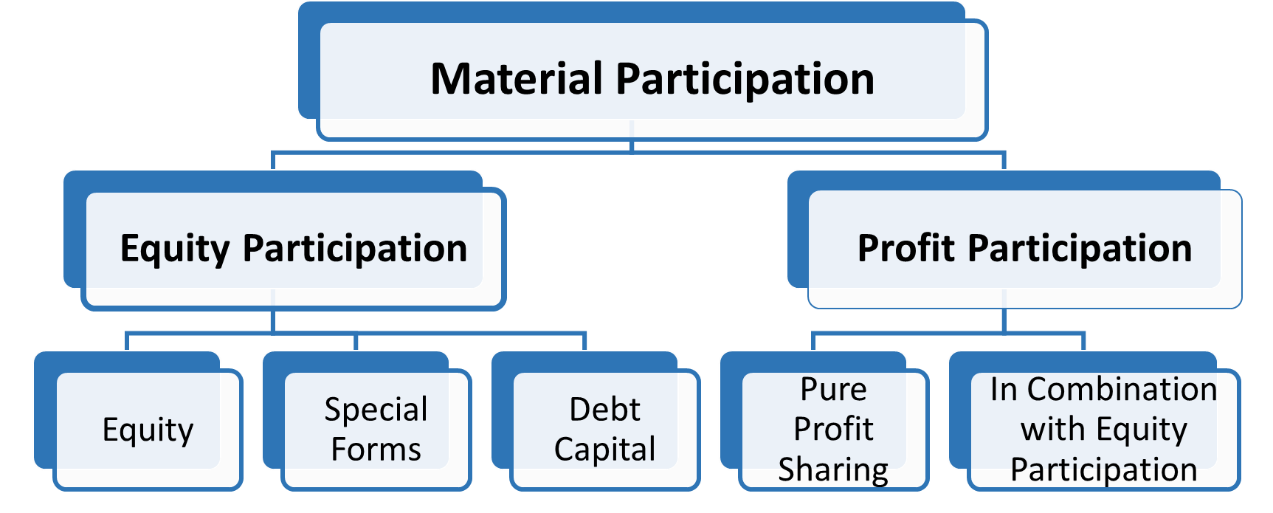 Material Participation
Equity Participation
Profit Participation
Equity
Special
Forms
Debt
Capital
Pure
Profit
Sharing
In Combination
with Equity
Participation